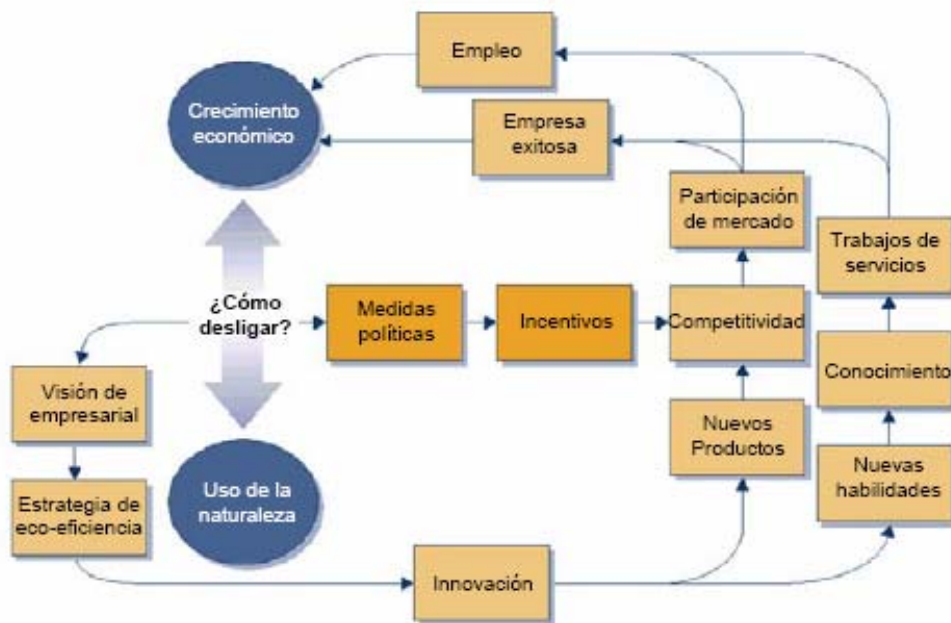 Empleo
Crecimiento
económico
Empresa
exitosa
Participación
de mercado
Trabajos de
servicios
¿Cómo
desligar?
Medidas
políticas
Incentivos
Competitividad
Visión de
empresarial
Conocimiento
Nuevos
Productos
Estrategia de
eco-eficiencia
Uso de la
naturaleza
Nuevas
habilidades
Innovación